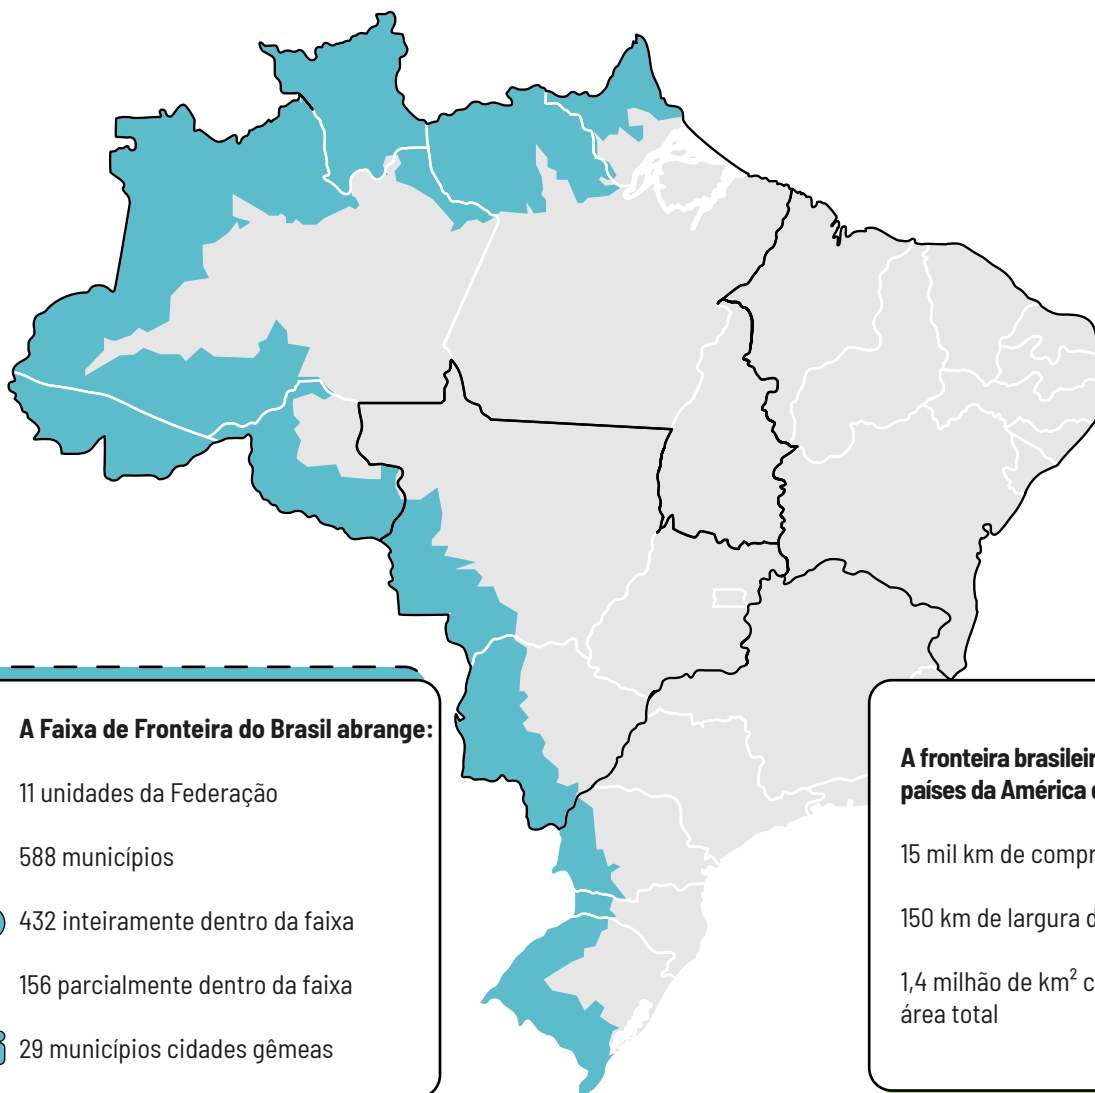 A Faixa de Fronteira do Brasil abrange:
11 unidades da Federação
588 municípios
432 inteiramente dentro da faixa
156 parcialmente dentro da faixa
29 municípios cidades gêmeas
A fronteira
países da América
15 mil km de
150 km de largura
1,4 milhão de km²
área total